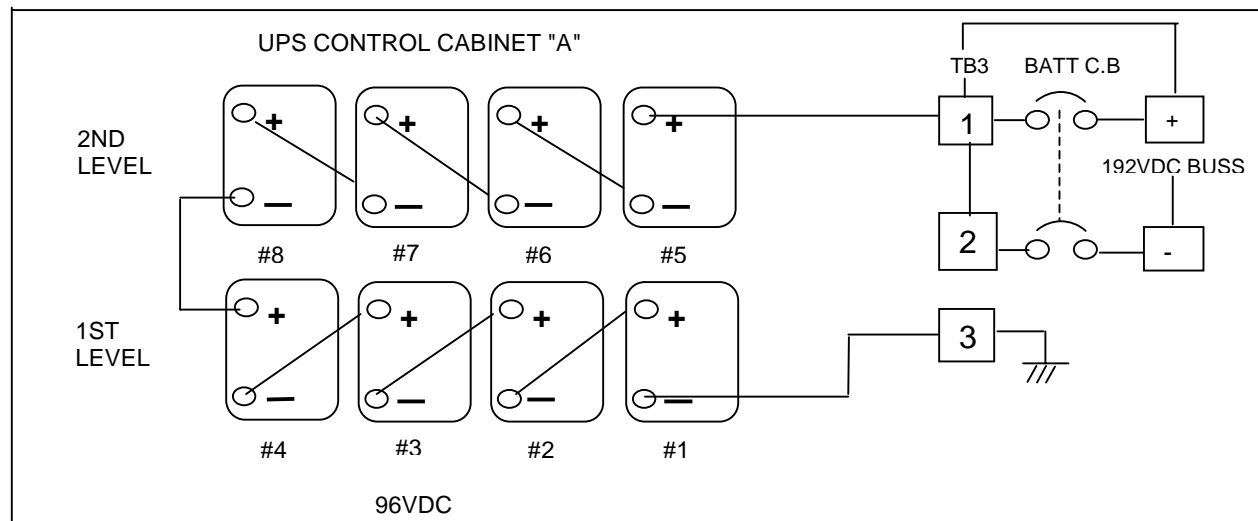 UPS CONTROL CABINET "A"
TB3 BATT C.B
2ND
LEVEL
+ + + +
1 +
192VDC BUSS
— — — —
2 -
#8 #7 #6 #5
1ST
LEVEL
+ + + +
3
— — — —
#4 #3 #2 #1
96VDC